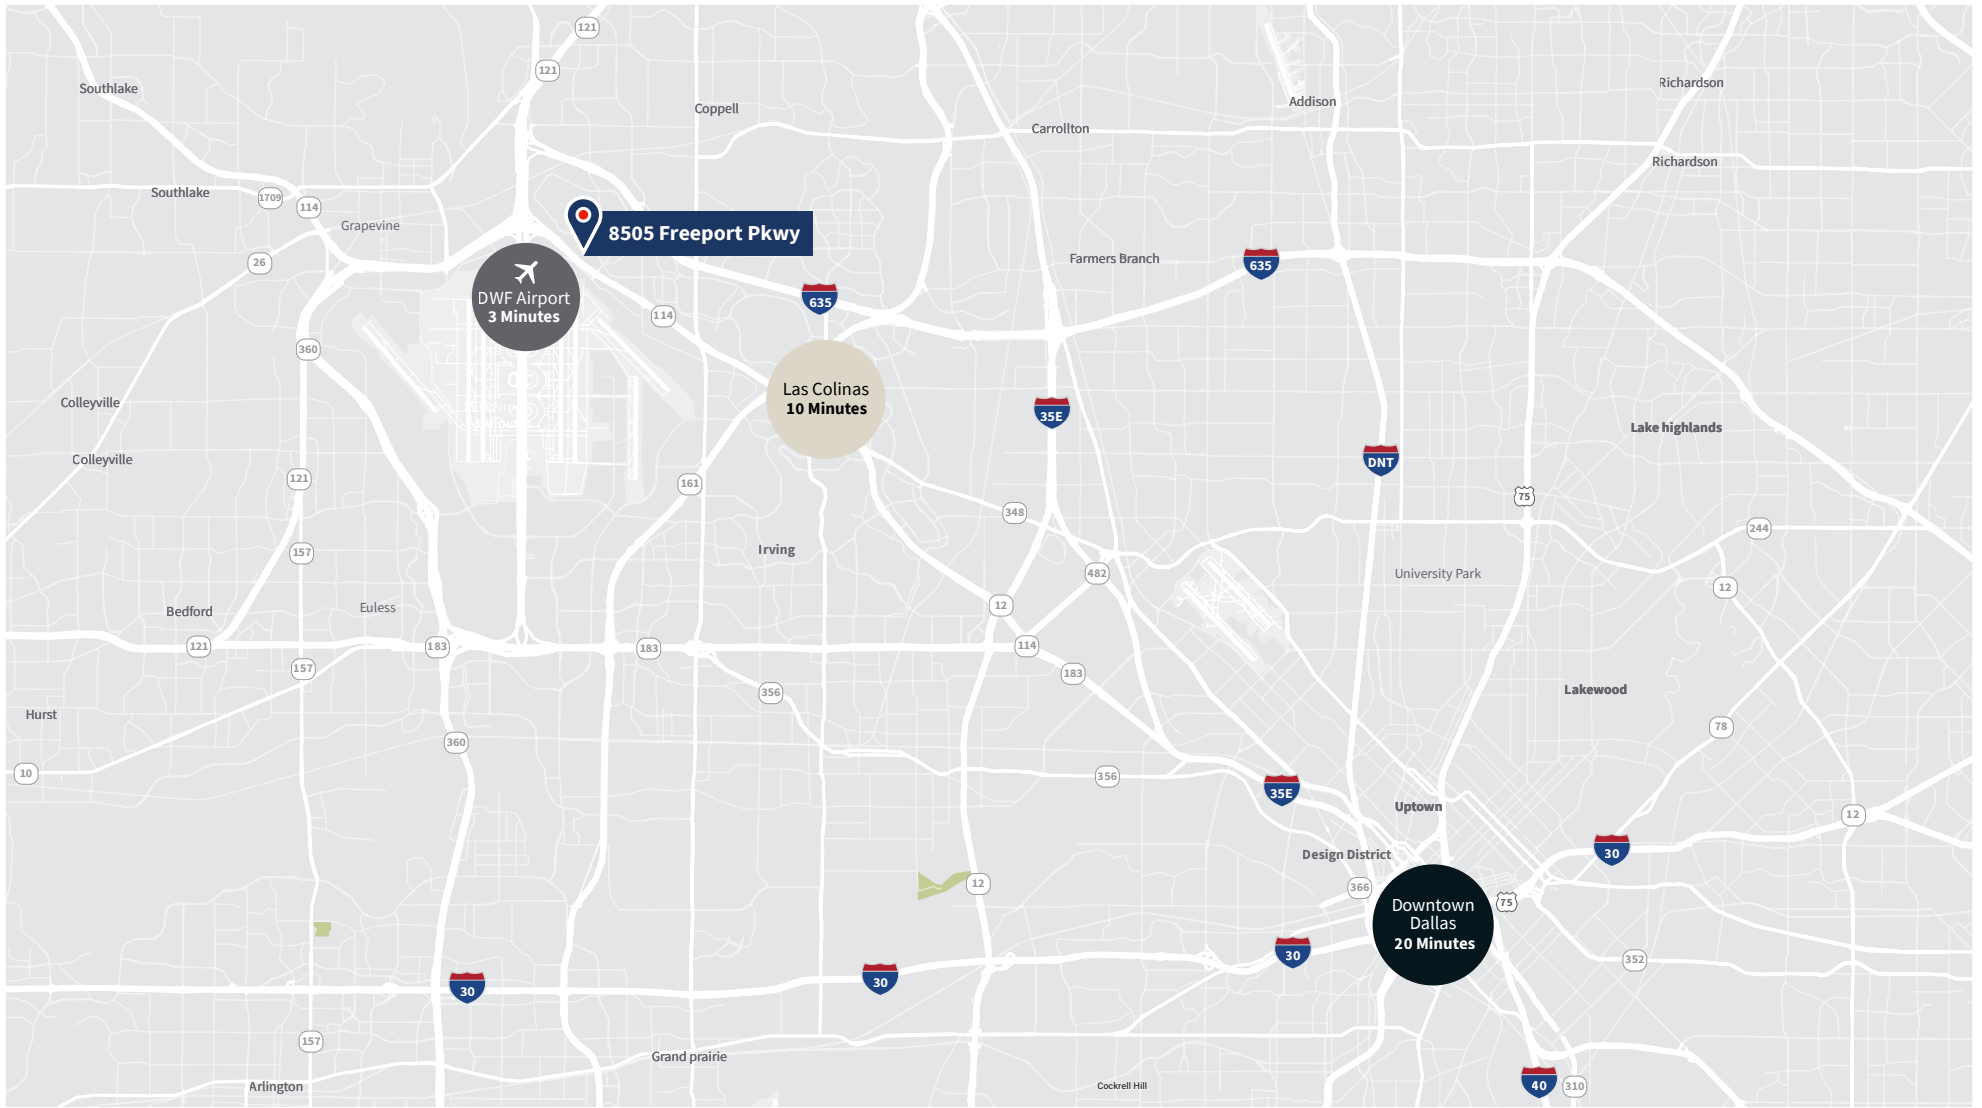 121
121
Southlake
Coppell
Addison
Richardson
Carrollton
Richardson
Southlake
1709
114
Grapevine
8505 Freeport Pkwy
26
Farmers Branch
635
DWF Airport
3 Minutes
635
114
360
Las Colinas
10 Minutes
35E
Colleyville
Lake highlands
Colleyville
DNT
121
161
75
348
244
157
Irving
482
University Park
12
12
Bedford
Euless
121
183
183
114
157
183
356
Lakewood
Hurst
78
360
10
356
35E
Uptown
12
30
Design District
12
366
75
Downtown
Dallas
20 Minutes
30
352
30
30
157
Grand prairie
Arlington
Cockrell Hill
40
310